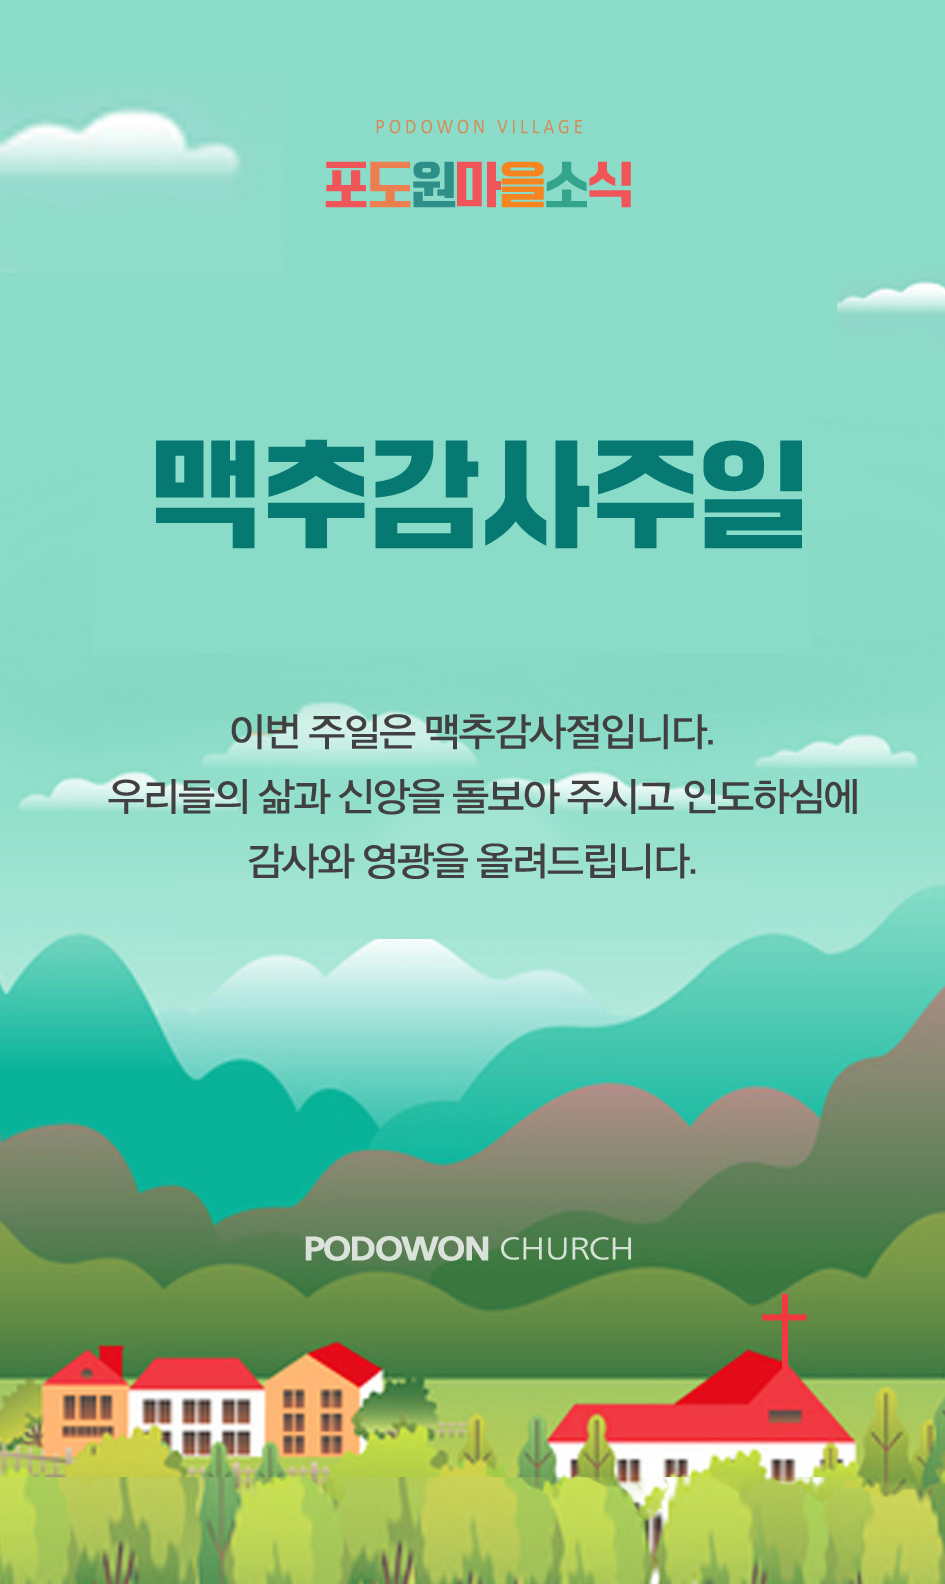 PODOWON VILLAGE
포도원마을소식
맥추감사주일
이번 주일은 맥추감사절입니다.
우리들의 삶과 신앙을 돌보아 주시고 인도하심에
감사와 영광을 올려드립니다.
PODOWON CHURCH